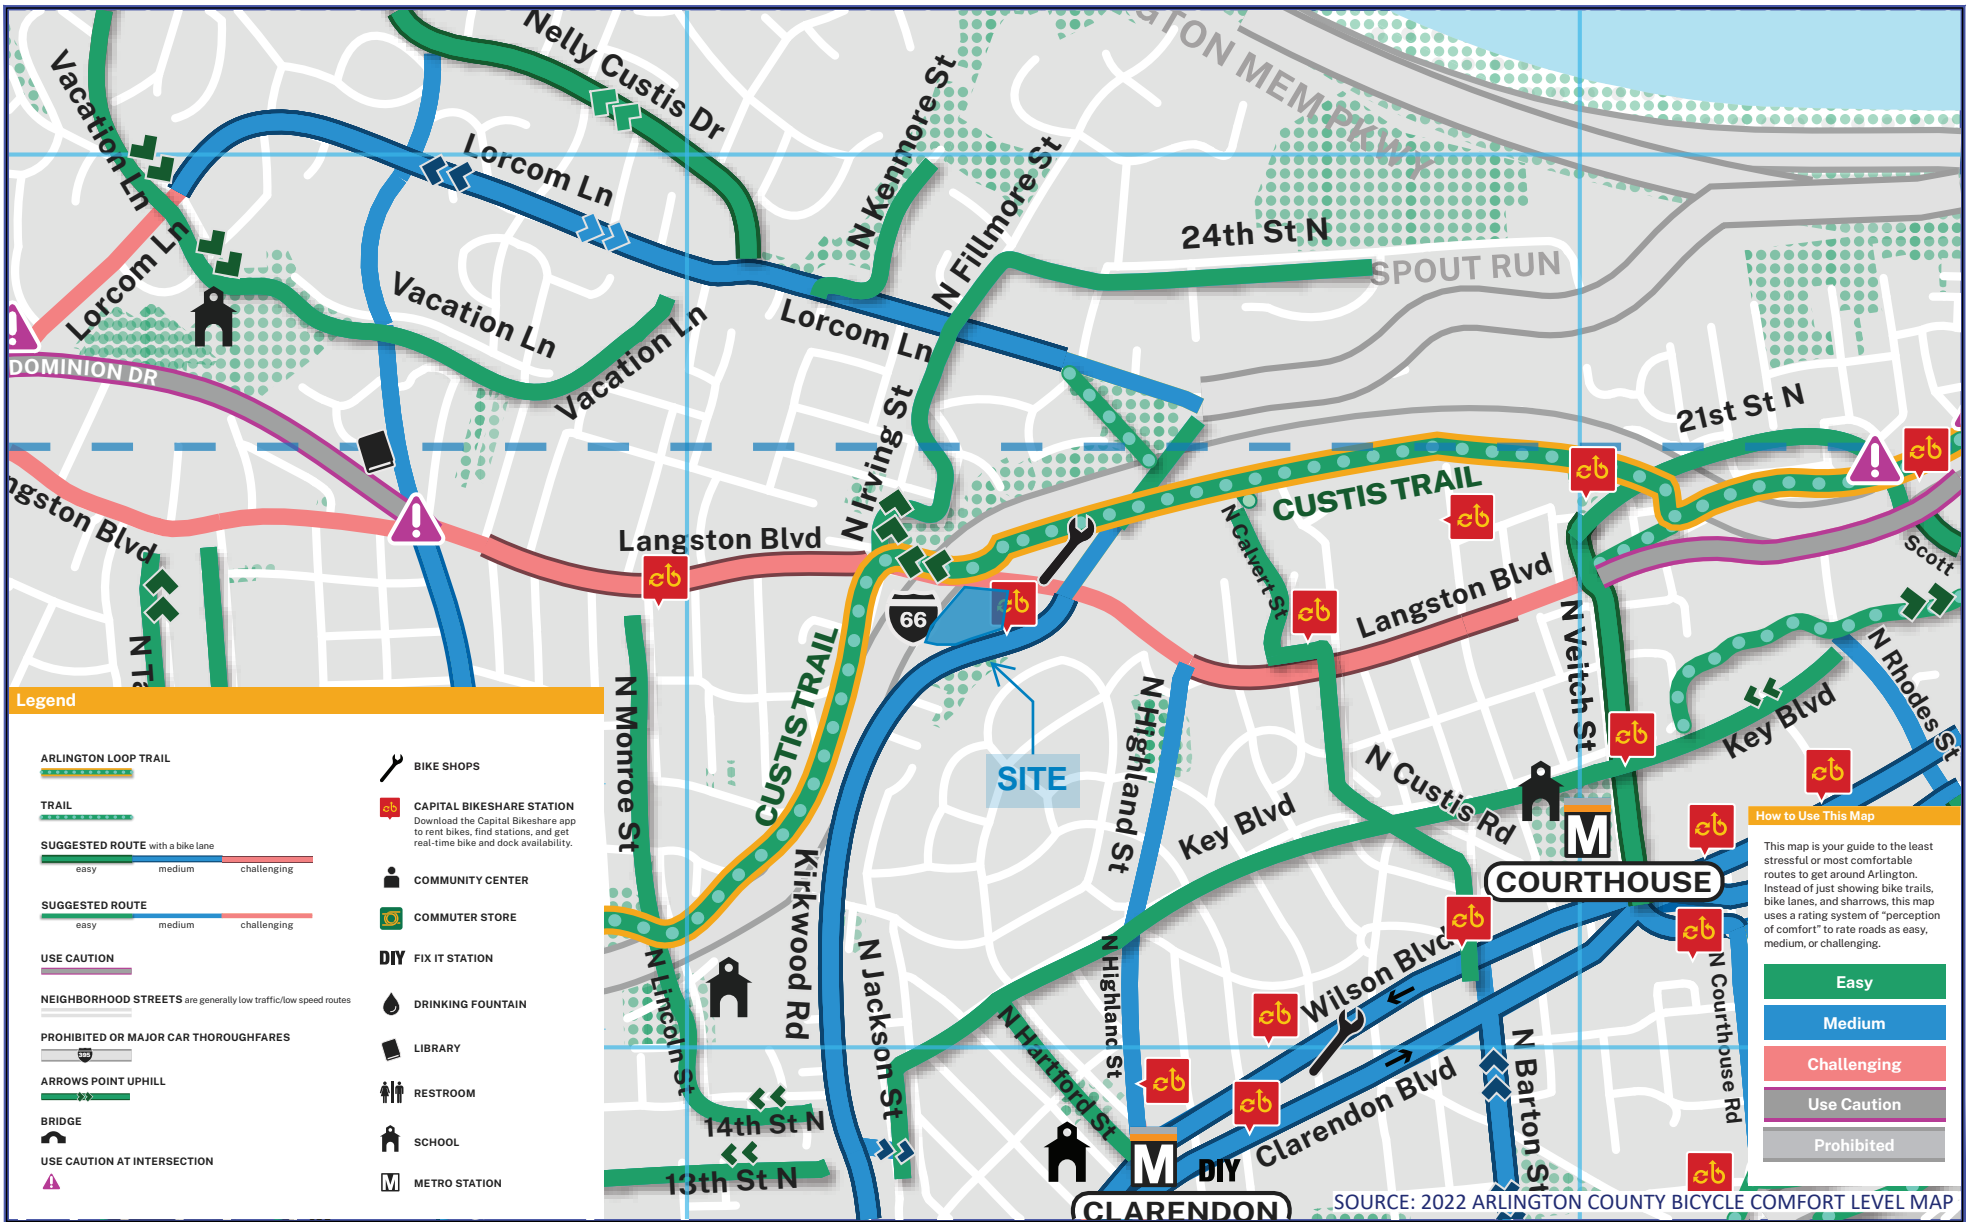 GTON MEM PKWY
Nelly Custis Dr
Vacation Ln
Lorcom Ln
N Kenmore St
N Fillmore St
24th St N
SPOUT RUN
Lorcom Ln
Vacation Ln
Vacation Ln
Lorcom Ln
DOMINION DR
21st St N
N Irving St
CUSTIS TRAIL
ngston Blvd
Langston Blvd
N Calvert St
Scott
Langston Blvd
66
N Ta
N Veitch St
N Rhodes St
CUSTIS TRAIL
N Monroe St
N Highland St
Key Blvd
SITE
N Custis Rd
Key Blvd
Kirkwood Rd
M
COURTHOUSE
N Lincoln St
N Jackson St
N Highland St
Wilson Blvd
N Courthouse Rd
N Hartford St
N Barton St
Clarendon Blvd
14th St N
13th St N
M
DIY
CLARENDON
Legend
ARLINGTON LOOP TRAIL
TRAIL
SUGGESTED ROUTE with a bike lane
easy medium challenging
SUGGESTED ROUTE
easy medium challenging
USE CAUTION
NEIGHBORHOOD STREETS are generally low traffic/low speed routes
PROHIBITED OR MAJOR CAR THOROUGHFARES
395
ARROWS POINT UPHILL
BRIDGE
USE CAUTION AT INTERSECTION
BIKE SHOPS
CAPITAL BIKESHARE STATION
Download the Capital Bikeshare app
to rent bikes, find stations, and get
real-time bike and dock availability.
COMMUNITY CENTER
COMMUTER STORE
DIY FIX IT STATION
DRINKING FOUNTAIN
LIBRARY
RESTROOM
SCHOOL
M METRO STATION
How to Use This Map
This map is your guide to the least
stressful or most comfortable
routes to get around Arlington.
Instead of just showing bike trails,
bike lanes, and sharrows, this map
uses a rating system of “perception
of comfort” to rate roads as easy,
medium, or challenging.
Easy
Medium
Challenging
Use Caution
Prohibited
SOURCE: 2022 ARLINGTON COUNTY BICYCLE COMFORT LEVEL MAP